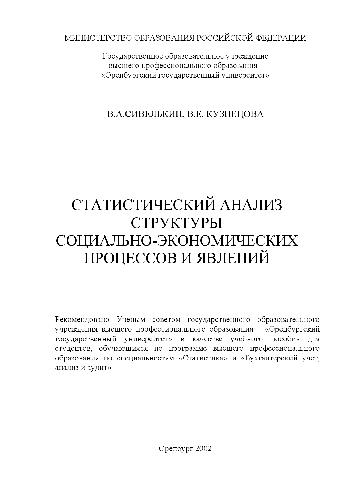 МИНИСТЕРСТВО ОБРАЗОВАНИЯ РОССИЙСКОЙ ФЕДЕРАЦИИ
Государственное образовательное учреждение
высшего профессионального образования
«Оренбургский государственный университет»
В.А.СИВЕЛЬКИН, В.Е. КУЗНЕЦОВА
СТАТИСТИЧЕСКИЙ АНАЛИЗ
СТРУКТУРЫ
СОЦИАЛЬНО-ЭКОНОМИЧЕСКИХ
ПРОЦЕССОВ И ЯВЛЕНИЙ
Рекомендовано Ученым советом государственного образовательного
учреждения высшего профессионального образования «Оренбургский
государственный университет» в качестве учебного пособия для
студентов, обучающихся по программам высшего профессионального
образования по специальностям «Статистика» и «Бухгалтерский учет,
анализ и аудит»
Оренбург 2002